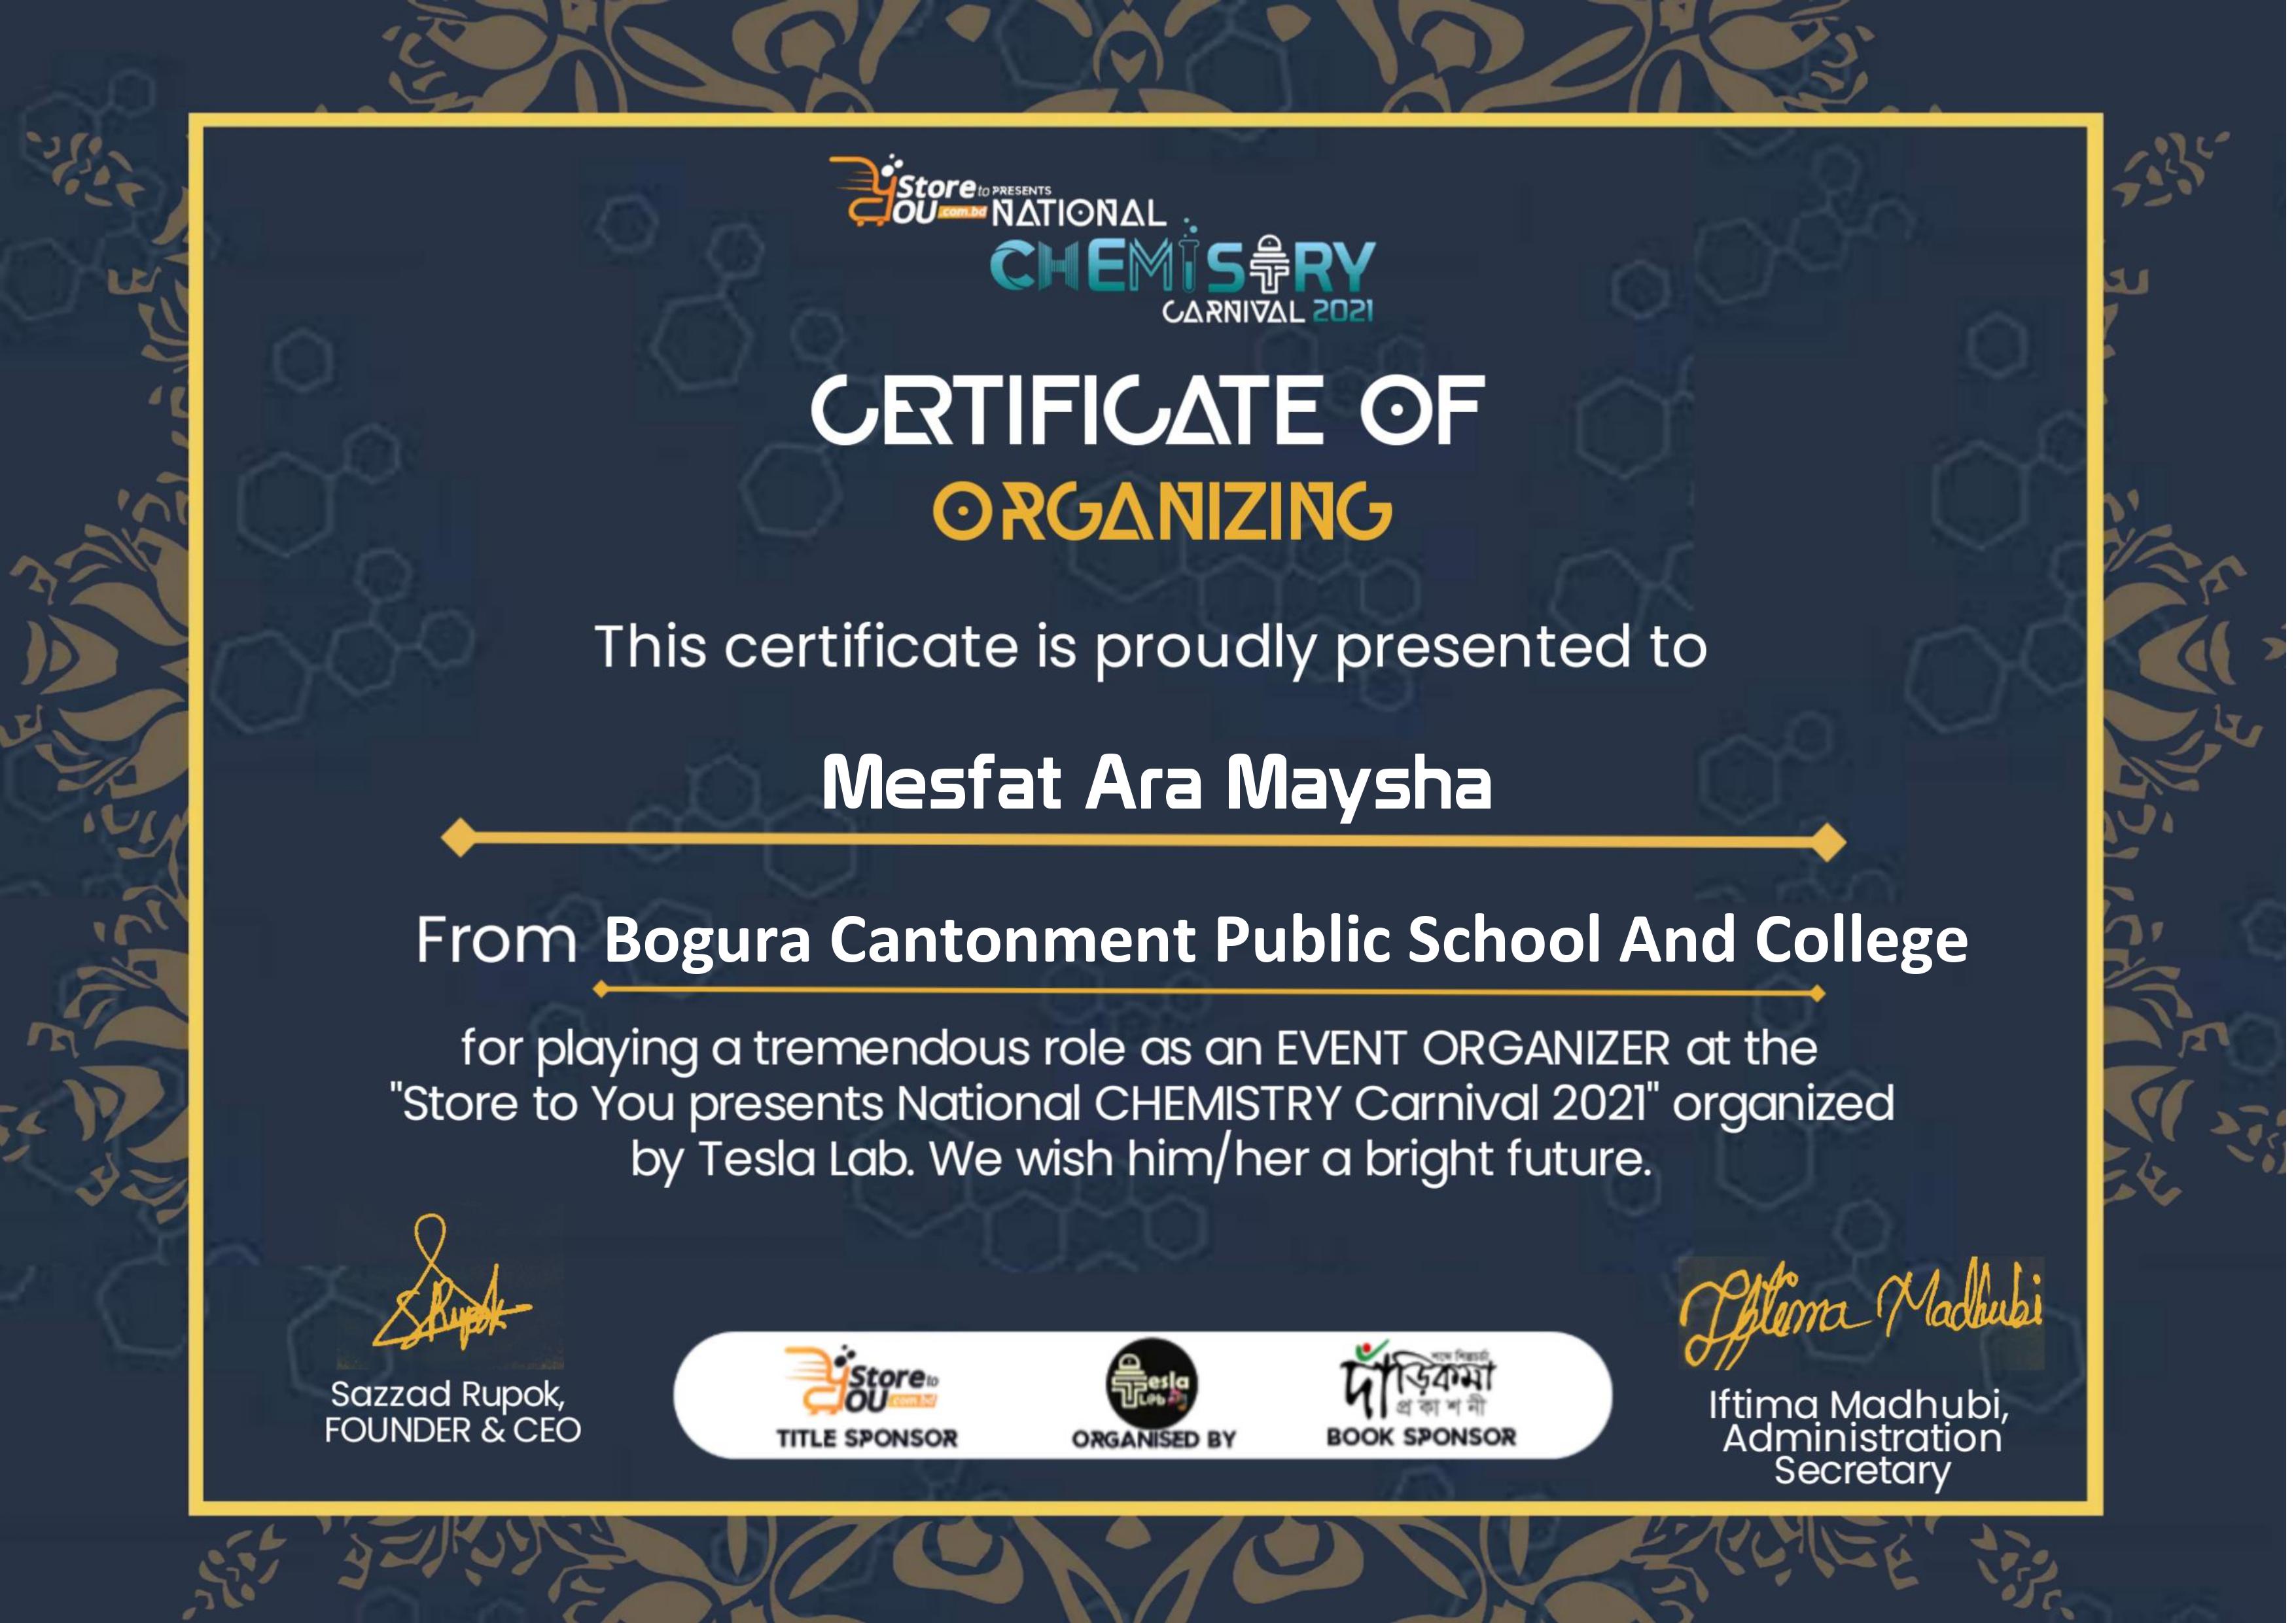 Store to PRESENTS
YOU .com.bd NATIONAL
CHEMISTRY
CARNIVAL 2021
CERTIFICATE OF
ORGANIZING
This certificate is proudly presented to
Mesfat Ara Maysha
From Bogura Cantonment Public School And College
for playing a tremendous role as an EVENT ORGANIZER at the
"Store to You presents National CHEMISTRY Carnival 2021" organized
by Tesla Lab. We wish him/her a bright future.
S Rupok
Sazzad Rupok,
FOUNDER & CEO
Store to
YOU .com.bd
TITLE SPONSOR
Tesla
Lab
ORGANISED BY
দাঁড়িকমা
প্রকাশনী
BOOK SPONSOR
Iftima Madhubi
Iftima Madhubi,
Administration
Secretary